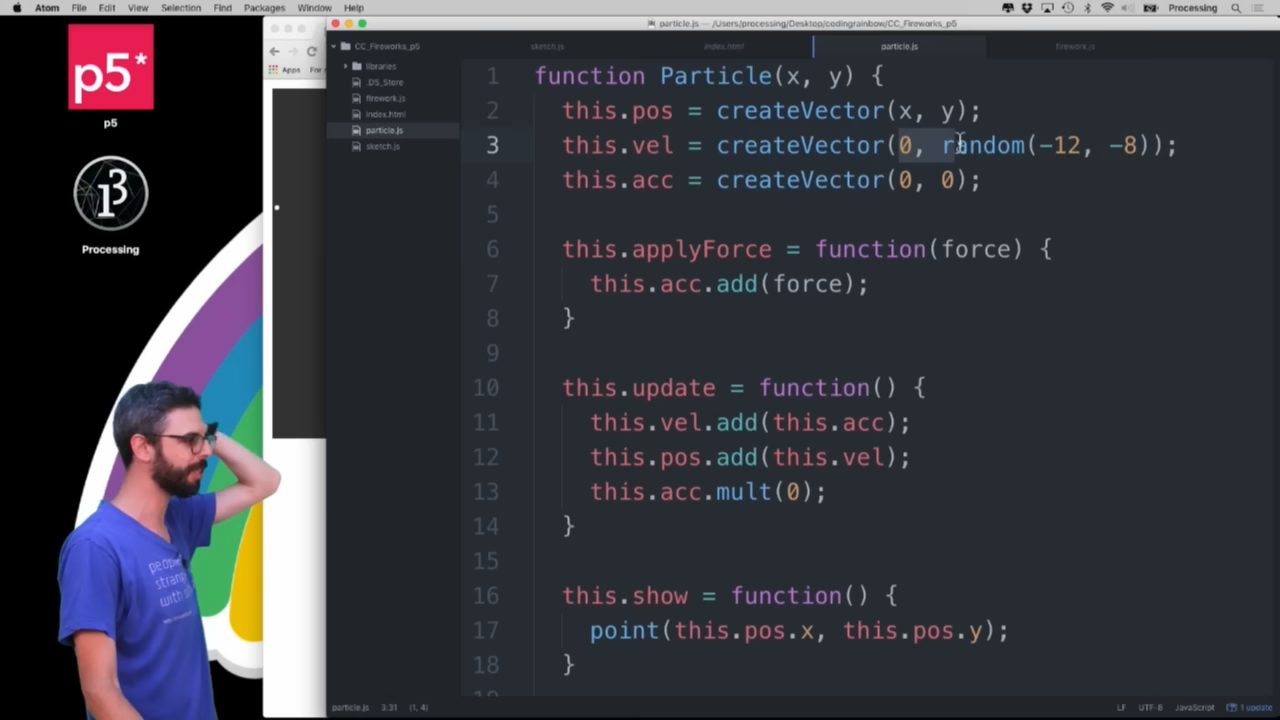 Atom File Edit View Selection Find Packages Window Help Processing
particle.js — /Users/processing/Desktop/codingrainbow/CC_Fireworks_p5
p5*
p5
Processing
Apps
CC_Fireworks_p5
libraries
.DS_Store
firework.js
index.html
particle.js
sketch.js
sketch.js index.html particle.js firework.js
1 function Particle(x, y) {
2 this.pos = createVector(x, y);
3 this.vel = createVector(0, random(-12, -8));
4 this.acc = createVector(0, 0);
5
6 this.applyForce = function(force) {
7 this.acc.add(force);
8 }
9
10 this.update = function() {
11 this.vel.add(this.acc);
12 this.pos.add(this.vel);
13 this.acc.mult(0);
14 }
15
16 this.show = function() {
17 point(this.pos.x, this.pos.y);
18 }
people
strang
with s
particle.js 3:31 (1, 4) LF UTF-8 JavaScript 1 update